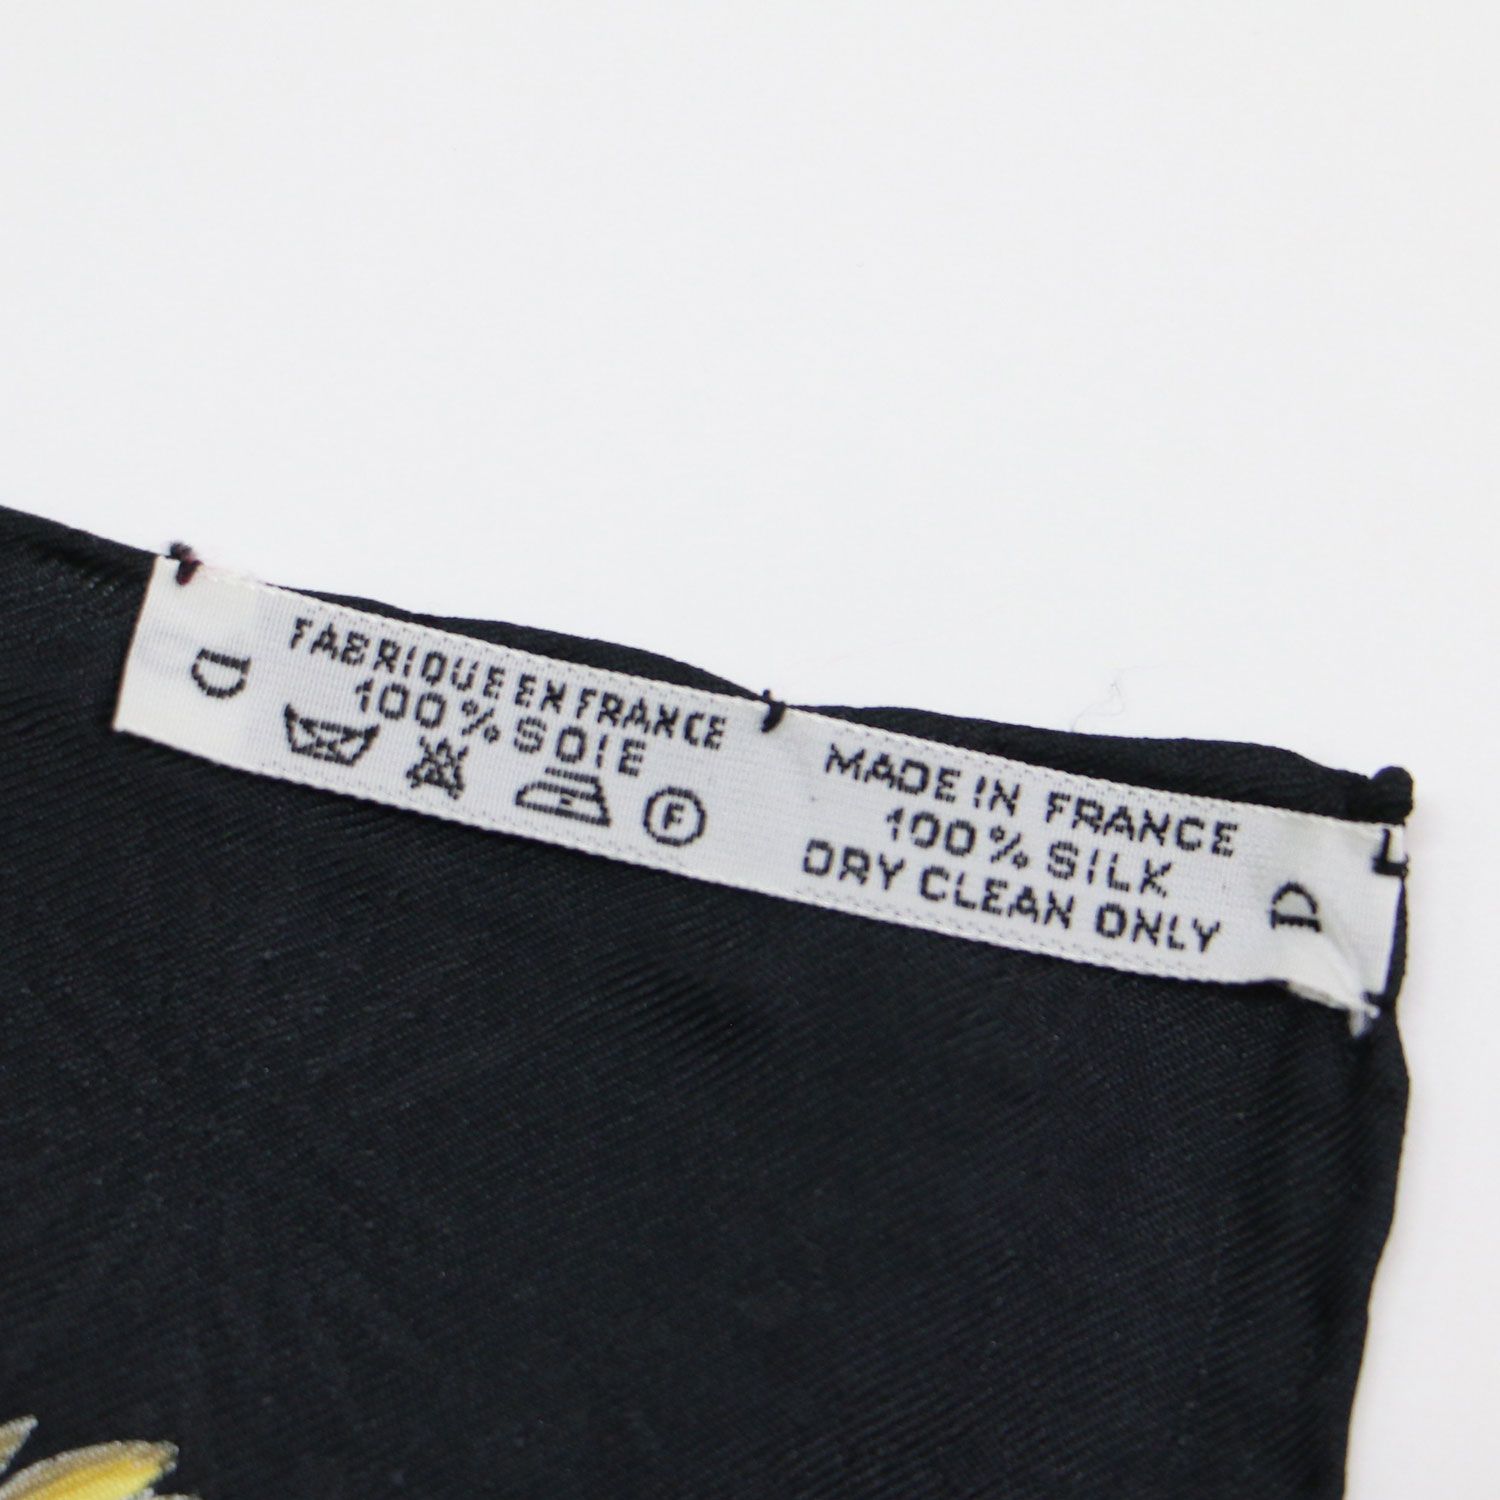 D
FABRIQUE EN FRANCE
100% SOIE
F
MADE IN FRANCE
100% SILK
DRY CLEAN ONLY
D